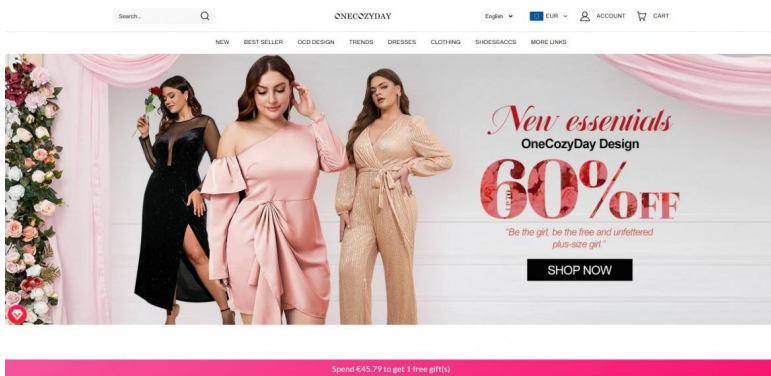 Search...
ONECOZYDAY
English
EUR
ACCOUNT
CART
NEW
BEST SELLER
OCD DESIGN
TRENDS
DRESSES
CLOTHING
SHOES&ACCS
MORE LINKS
New essentials
OneCozyDay Design
UP TO
60% OFF
"Be the girl, be the free and unfettered
plus-size girl."
SHOP NOW
Spend €45.79 to get 1 free gift(s)